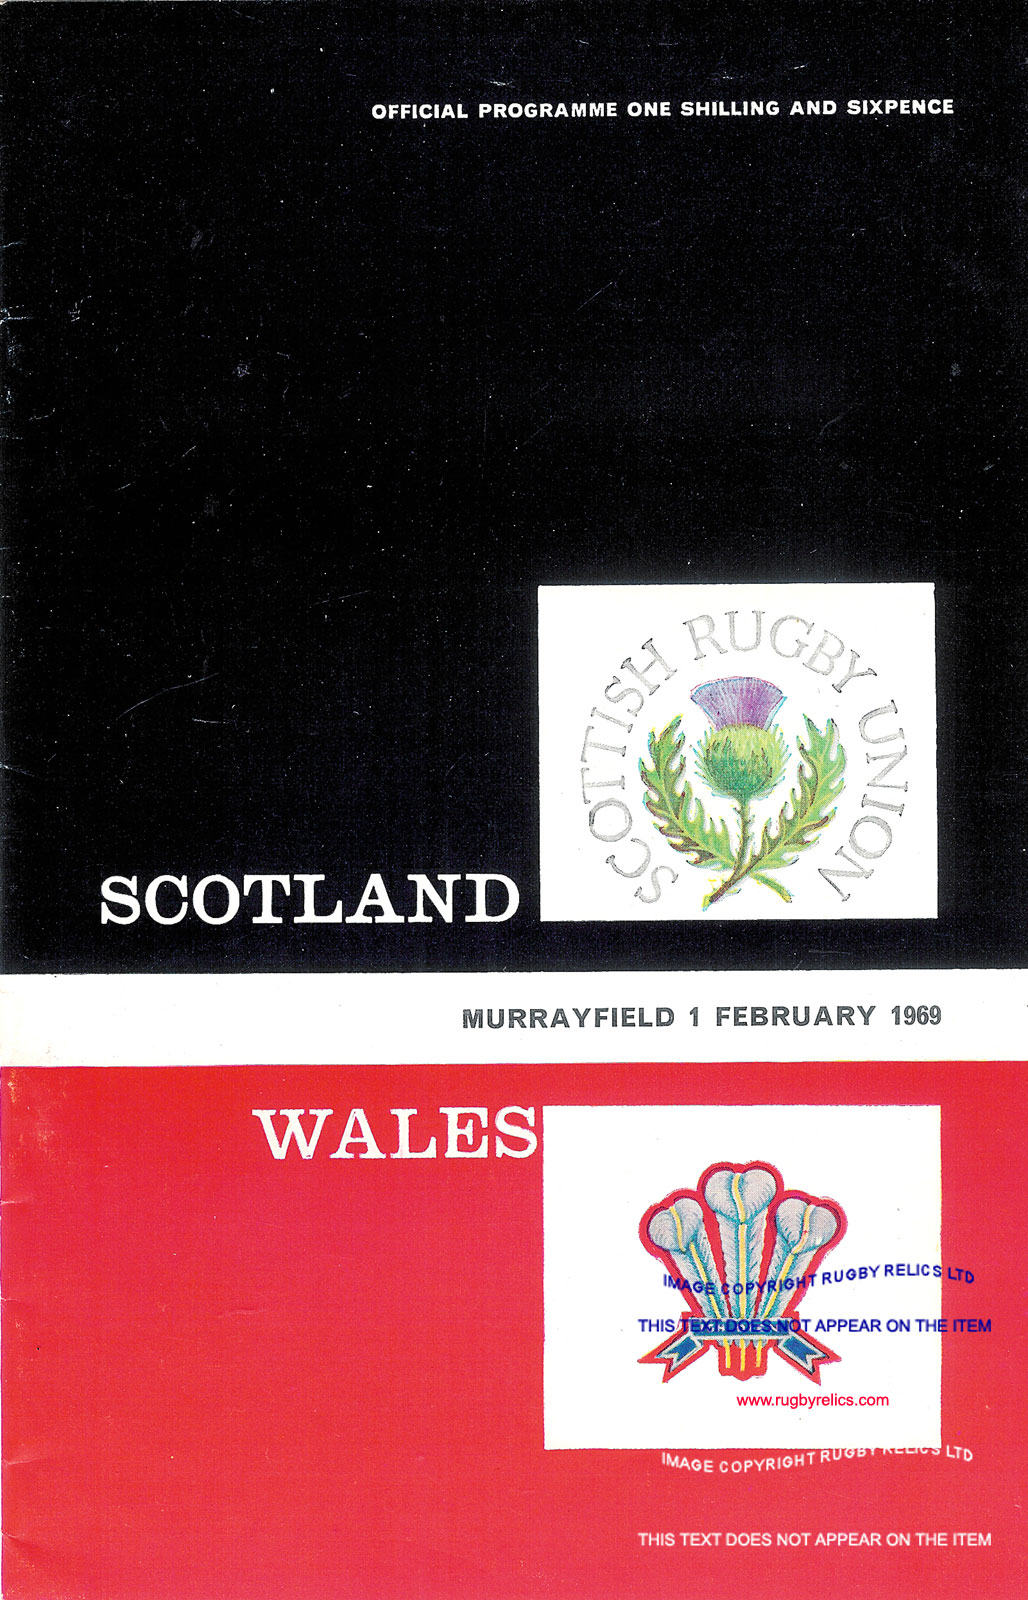 OFFICIAL PROGRAMME ONE SHILLING AND SIXPENCE
SCOTTISH RUGBY UNION
SCOTLAND
MURRAYFIELD 1 FEBRUARY 1969
WALES
IMAGE COPYRIGHT RUGBY RELICS LTD
THIS TEXT DOES NOT APPEAR ON THE ITEM
www.rugbyrelics.com
IMAGE COPYRIGHT RUGBY RELICS LTD
THIS TEXT DOES NOT APPEAR ON THE ITEM